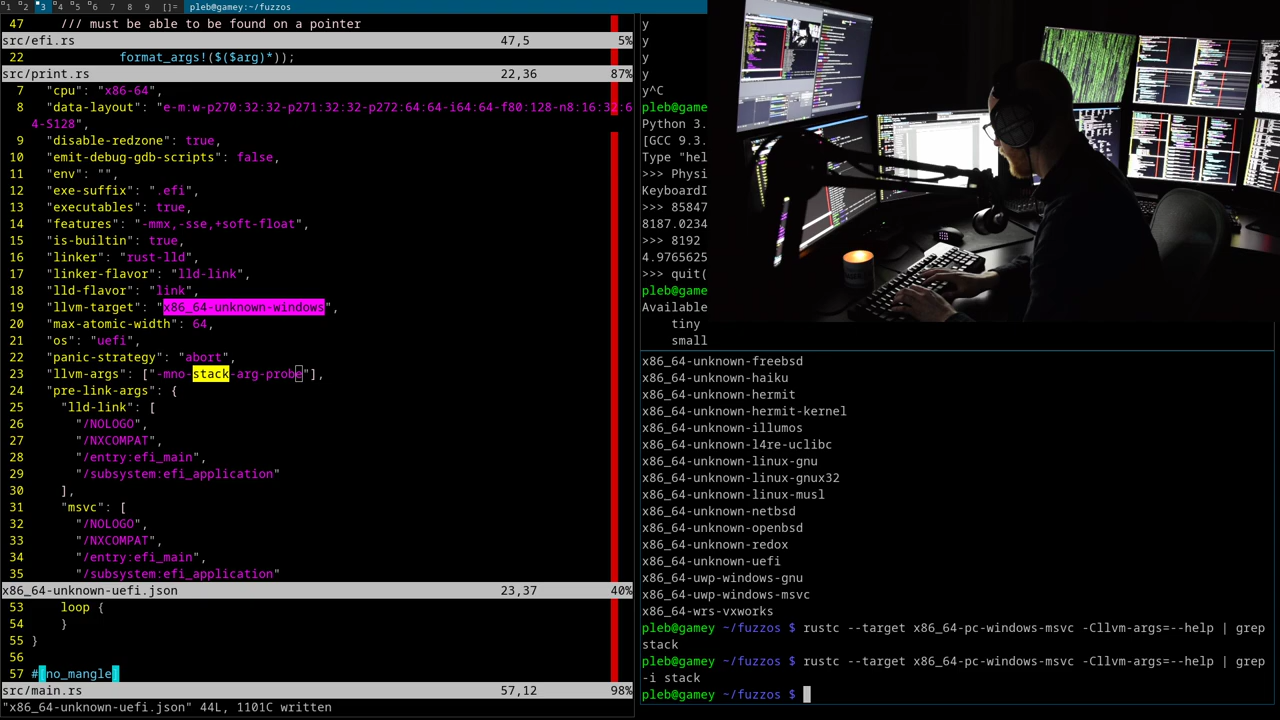 1 2 3 4 5 6 7 8 9 []= pleb@gamey:~/fuzzos
47 /// must be able to be found on a pointer
src/efi.rs 47,5 5%
22 format_args!($($arg)*));
src/print.rs 22,36 87%
7 "cpu": "x86-64",
8 "data-layout": "e-m:w-p270:32:32-p271:32:32-p272:64:64-i64:64-f80:128-n8:16:32:6
4-S128",
9 "disable-redzone": true,
10 "emit-debug-gdb-scripts": false,
11 "env": "",
12 "exe-suffix": ".efi",
13 "executables": true,
14 "features": "-mmx,-sse,+soft-float",
15 "is-builtin": true,
16 "linker": "rust-lld",
17 "linker-flavor": "lld-link",
18 "lld-flavor": "link",
19 "llvm-target": "x86_64-unknown-windows",
20 "max-atomic-width": 64,
21 "os": "uefi",
22 "panic-strategy": "abort",
23 "llvm-args": ["-mno-stack-arg-probe"],
24 "pre-link-args": {
25 "lld-link": [
26 "/NOLOGO",
27 "/NXCOMPAT",
28 "/entry:efi_main",
29 "/subsystem:efi_application"
30 ],
31 "msvc": [
32 "/NOLOGO",
33 "/NXCOMPAT",
34 "/entry:efi_main",
35 "/subsystem:efi_application"
x86_64-unknown-uefi.json 23,37 40%
53 loop {
54 }
55 }
56
57 #[no_mangle]
src/main.rs 57,12 98%
"x86_64-unknown-uefi.json" 44L, 1101C written
y
y
y
y
y^C
pleb@game
Python 3.
[GCC 9.3.
Type "hel
>>> Physi
KeyboardI
>>> 85847
8187.0234
>>> 8192
4.9765625
>>> quit(
pleb@game
Available
tiny
small
x86_64-unknown-freebsd
x86_64-unknown-haiku
x86_64-unknown-hermit
x86_64-unknown-hermit-kernel
x86_64-unknown-illumos
x86_64-unknown-l4re-uclibc
x86_64-unknown-linux-gnu
x86_64-unknown-linux-gnux32
x86_64-unknown-linux-musl
x86_64-unknown-netbsd
x86_64-unknown-openbsd
x86_64-unknown-redox
x86_64-unknown-uefi
x86_64-uwp-windows-gnu
x86_64-uwp-windows-msvc
x86_64-wrs-vxworks
pleb@gamey ~/fuzzos $ rustc --target x86_64-pc-windows-msvc -Cllvm-args=--help | grep
stack
pleb@gamey ~/fuzzos $ rustc --target x86_64-pc-windows-msvc -Cllvm-args=--help | grep
-i stack
pleb@gamey ~/fuzzos $